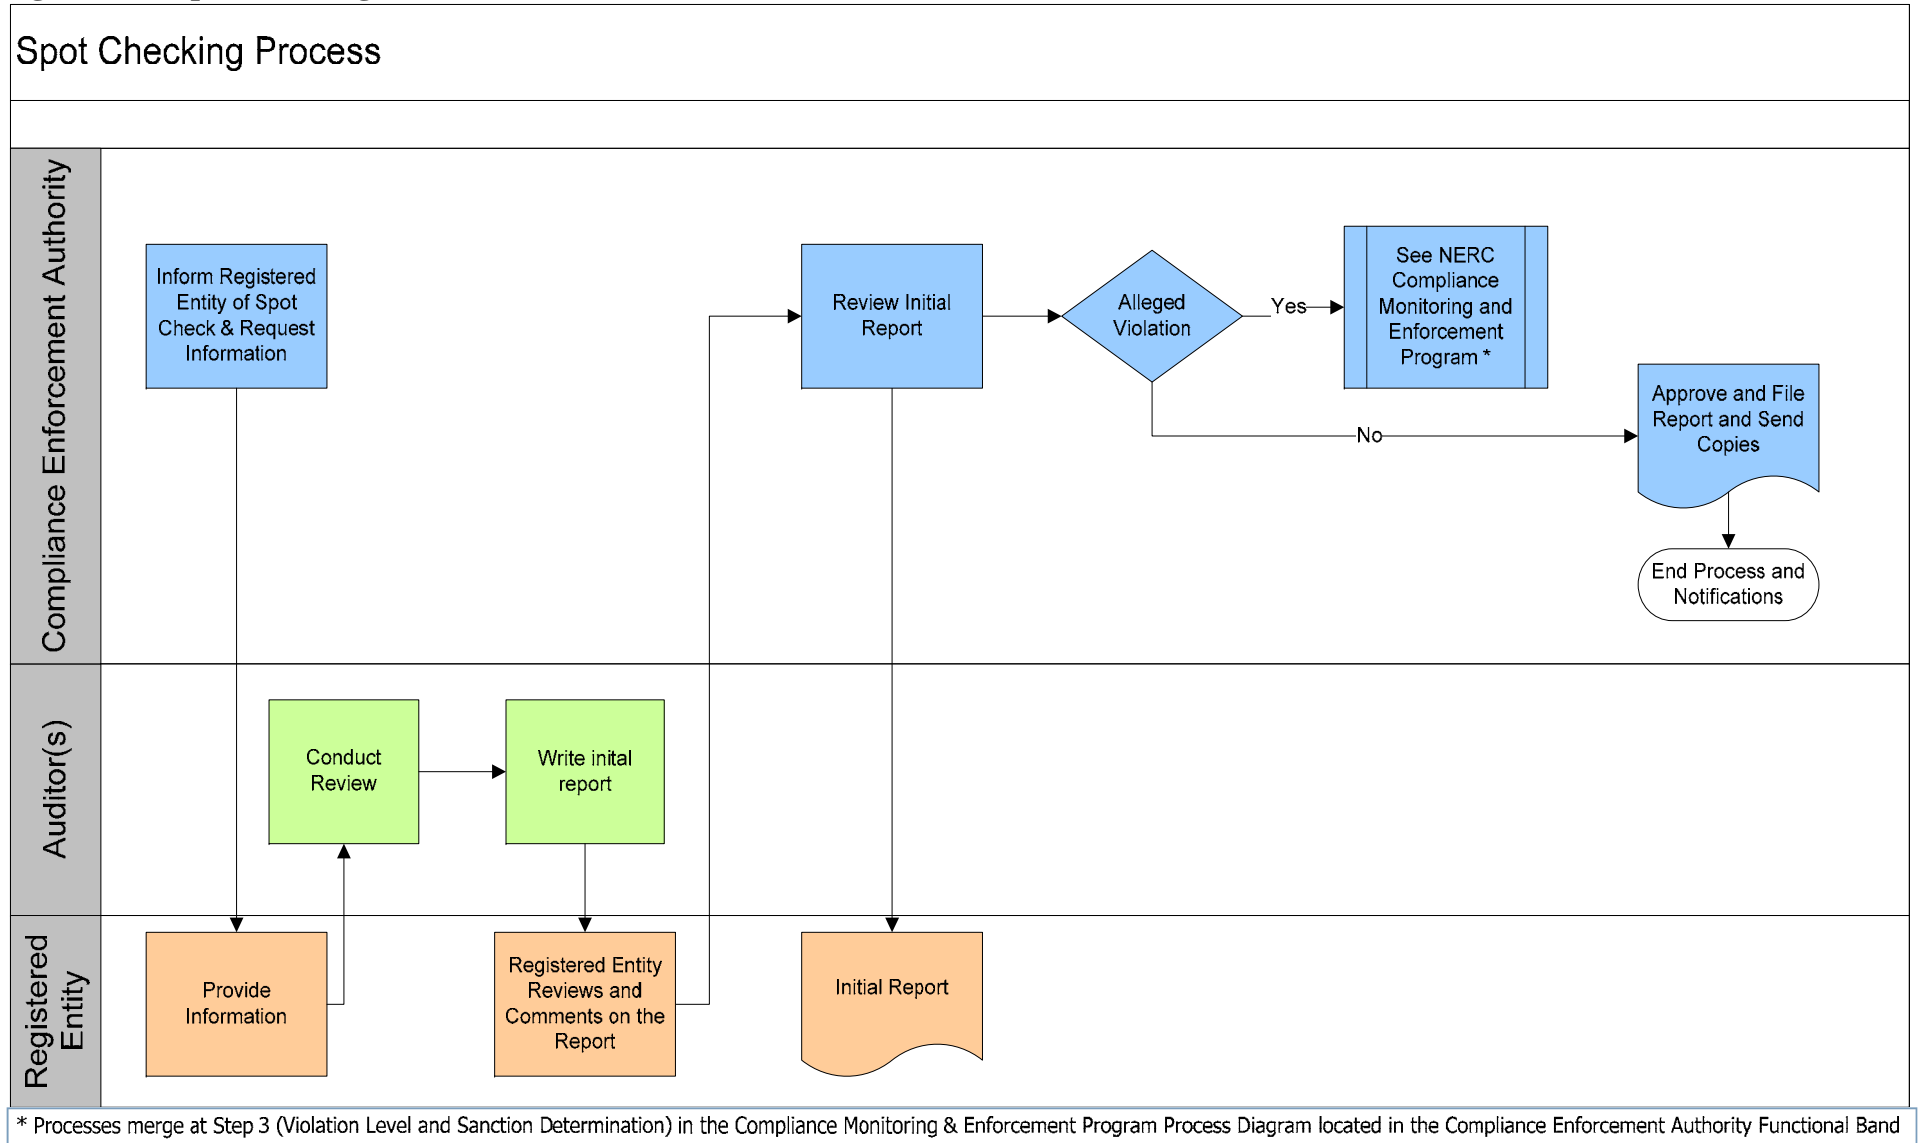 Spot Checking Process
Compliance Enforcement Authority
Inform Registered
Entity of Spot
Check & Request
Information
Review Initial
Report
Alleged
Violation
Yes
See NERC
Compliance
Monitoring and
Enforcement
Program *
No
Approve and File
Report and Send
Copies
End Process and
Notifications
Auditor(s)
Conduct
Review
Write inital
report
Registered
Entity
Provide
Information
Registered Entity
Reviews and
Comments on the
Report
Initial Report
* Processes merge at Step 3 (Violation Level and Sanction Determination) in the Compliance Monitoring & Enforcement Program Process Diagram located in the Compliance Enforcement Authority Functional Band